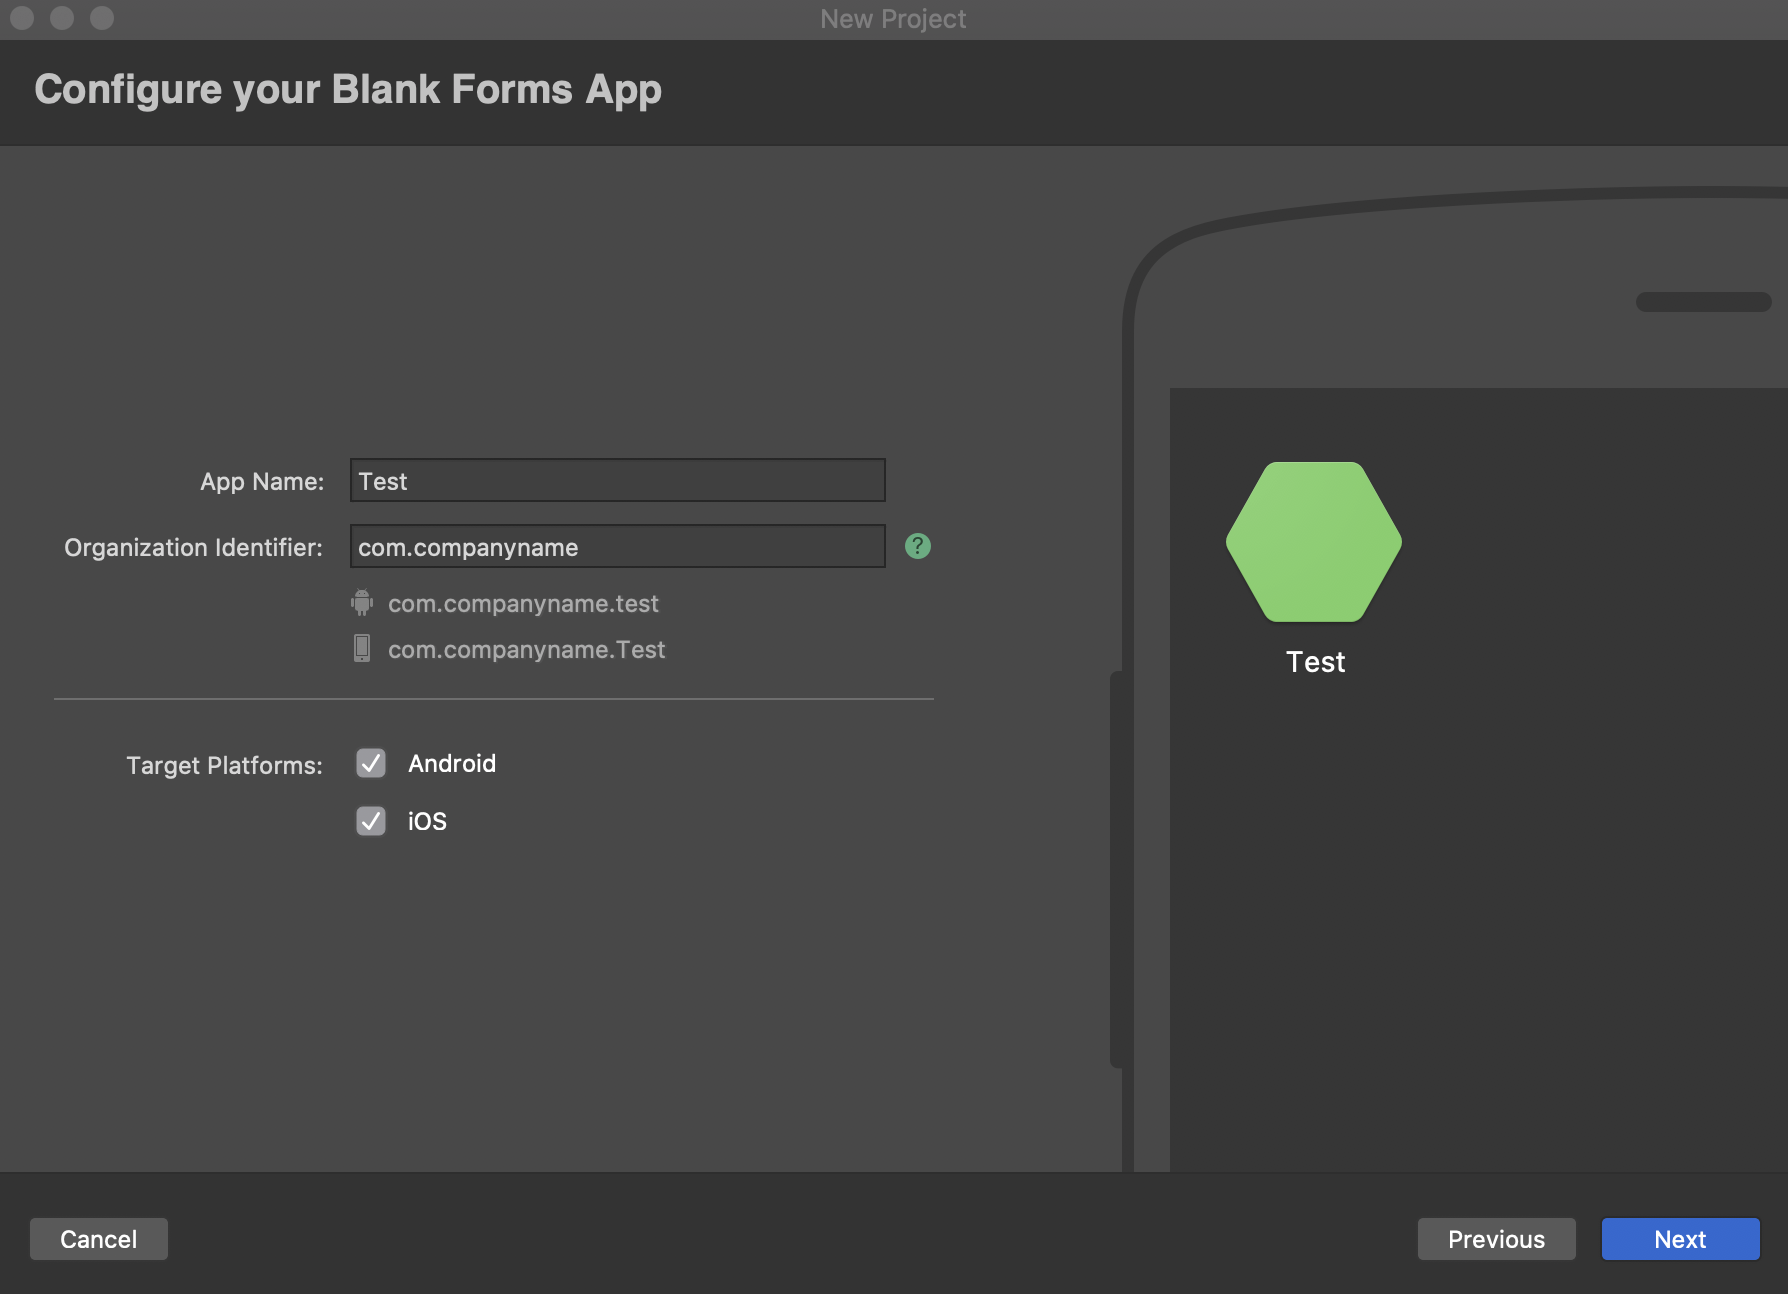 New Project
Configure your Blank Forms App
App Name: Test
Organization Identifier: com.companyname ?
com.companyname.test
com.companyname.Test
Target Platforms: Android
iOS
Test
Cancel Previous Next